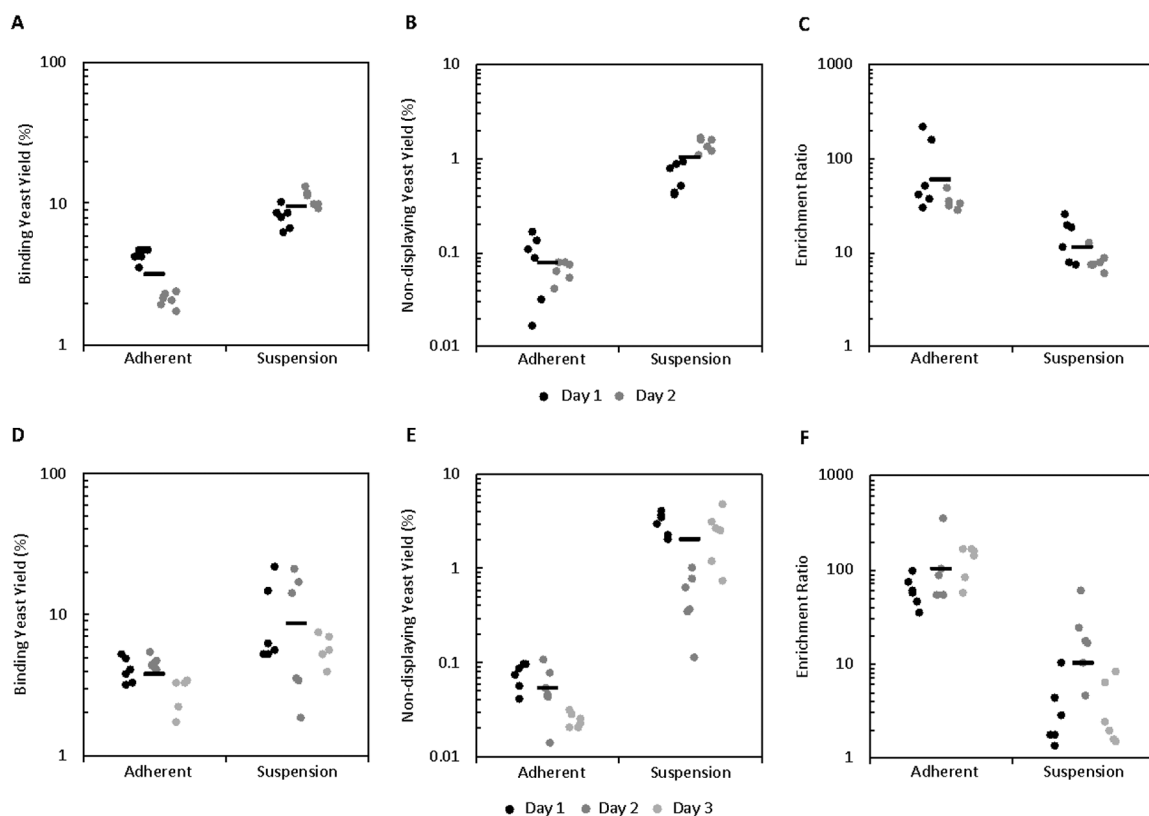 A
B
C
Binding Yeast Yield (%)
100
10
1
Adherent
Suspension
Non-displaying Yeast Yield (%)
10
1
0.1
0.01
Adherent
Suspension
Enrichment Ratio
1000
100
10
1
Adherent
Suspension
Day 1
Day 2
D
E
F
Binding Yeast Yield (%)
100
10
1
Adherent
Suspension
Non-displaying Yeast Yield (%)
10
1
0.1
0.01
Adherent
Suspension
Enrichment Ratio
1000
100
10
1
Adherent
Suspension
Day 1
Day 2
Day 3